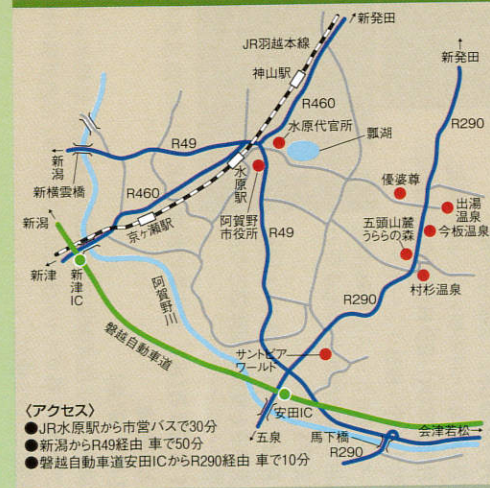 新発田
JR羽越本線
神山駅
新発田
R460
R290
水原代官所
瓢湖
R49
新潟
水原駅
優婆尊
新横雲橋
R460
阿賀野
市役所
出湯
温泉
五頭山麓
うららの森
今板温泉
新潟
京ヶ瀬駅
R49
村杉温泉
新津
新津IC
阿賀野川
R290
磐越自動車道
サントピア
ワールド
安田IC
〈アクセス〉
●JR水原駅から市営バスで30分
五泉
馬下橋
会津若松
●新潟からR49経由 車で50分
R290
●磐越自動車道安田ICからR290経由 車で10分